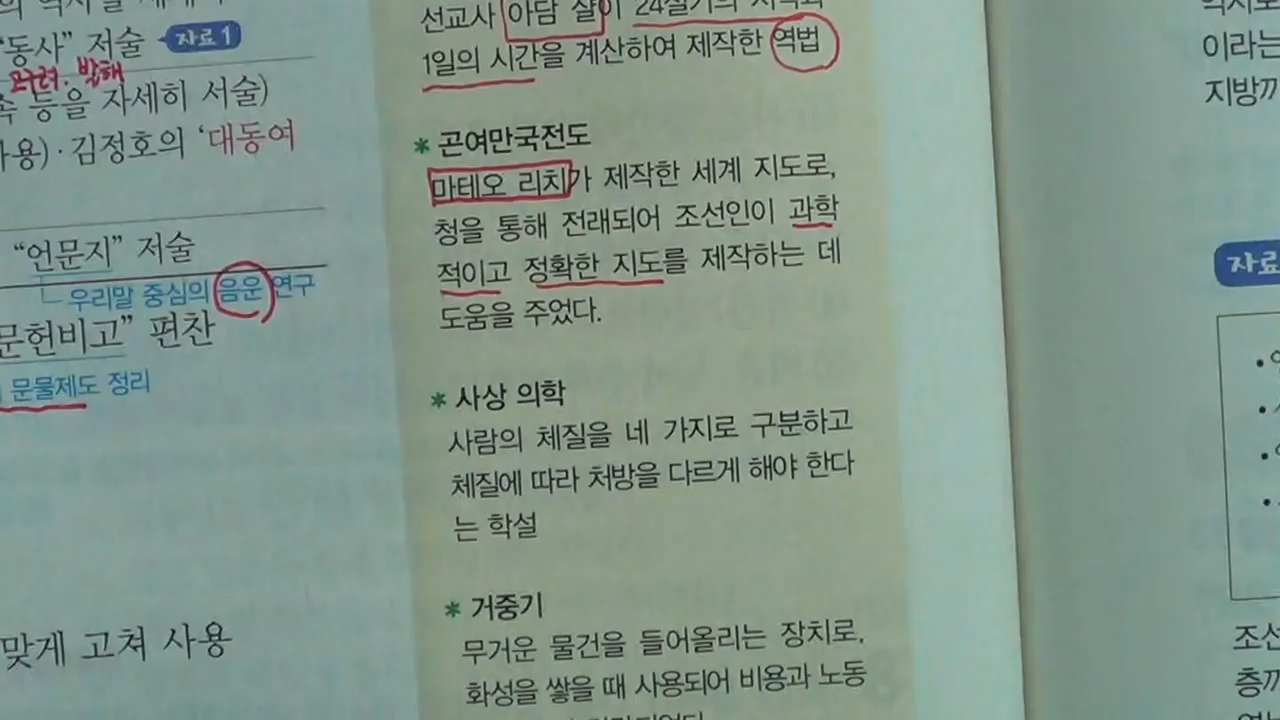 “동사” 저술 자료 1
발해
등을 자세히 서술)
사용)·김정호의 ‘대동여
“언문지” 저술
우리말 중심의 음운 연구
문헌비고” 편찬
문물제도 정리
맞게 고쳐 사용
선교사 아담 샬이 24절기의 시각과
1일의 시간을 계산하여 제작한 역법
* 곤여만국전도
마테오 리치가 제작한 세계 지도로,
청을 통해 전래되어 조선인이 과학
적이고 정확한 지도를 제작하는 데
도움을 주었다.
* 사상 의학
사람의 체질을 네 가지로 구분하고
체질에 따라 처방을 다르게 해야 한다
는 학설
* 거중기
무거운 물건을 들어올리는 장치로,
화성을 쌓을 때 사용되어 비용과 노동
이라는
지방까
자료
조선
층까